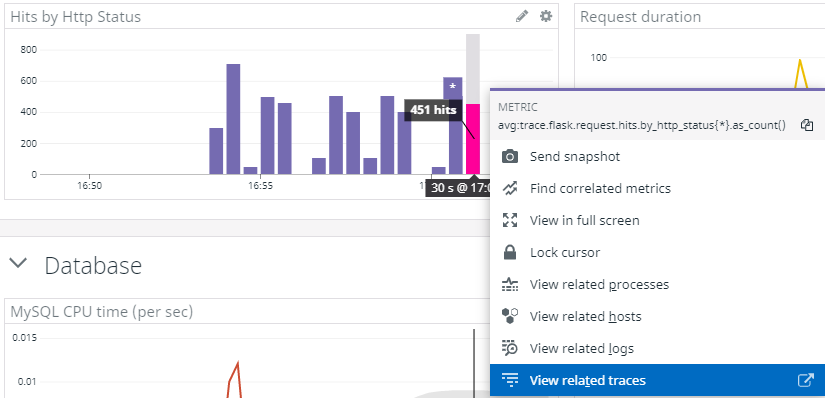 Hits by Http Status
Request duration
800
600
400
200
0
*
451 hits
16:50
16:55
30 s @ 17:0
100
METRIC
avg:trace.flask.request.hits.by_http_status{*}.as_count()
Send snapshot
Find correlated metrics
View in full screen
Lock cursor
View related processes
View related hosts
View related logs
View related traces
Database
MySQL CPU time (per sec)
0.015
0.01